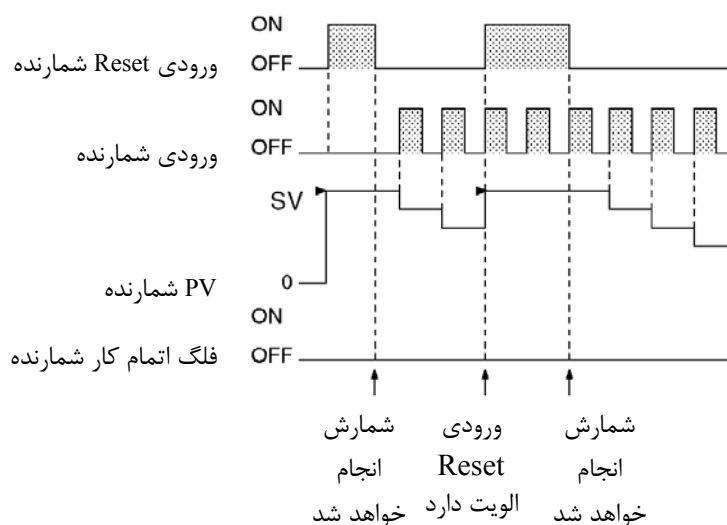 ON
OFF
ورودی Reset شمارنده
ON
OFF
ورودی شمارنده
SV
0
PV شمارنده
ON
OFF
فلگ اتمام کار شمارنده
شمارش
انجام
خواهد شد
ورودی
Reset
الویت دارد
شمارش
انجام
خواهد شد